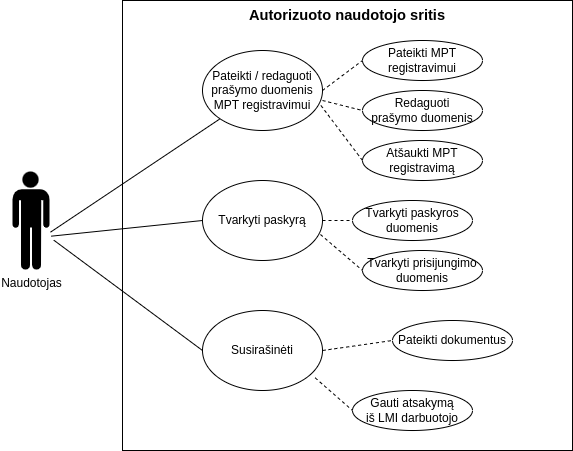 Autorizuoto naudotojo sritis
Pateikti / redaguoti
prašymo duomenis
MPT registravimui
Pateikti MPT
registravimui
Redaguoti
prašymo duomenis
Atšaukti MPT
registravimą
Naudotojas
Tvarkyti paskyrą
Tvarkyti paskyros
duomenis
Tvarkyti prisijungimo
duomenis
Susirašinėti
Pateikti dokumentus
Gauti atsakymą
iš LMI darbuotojo